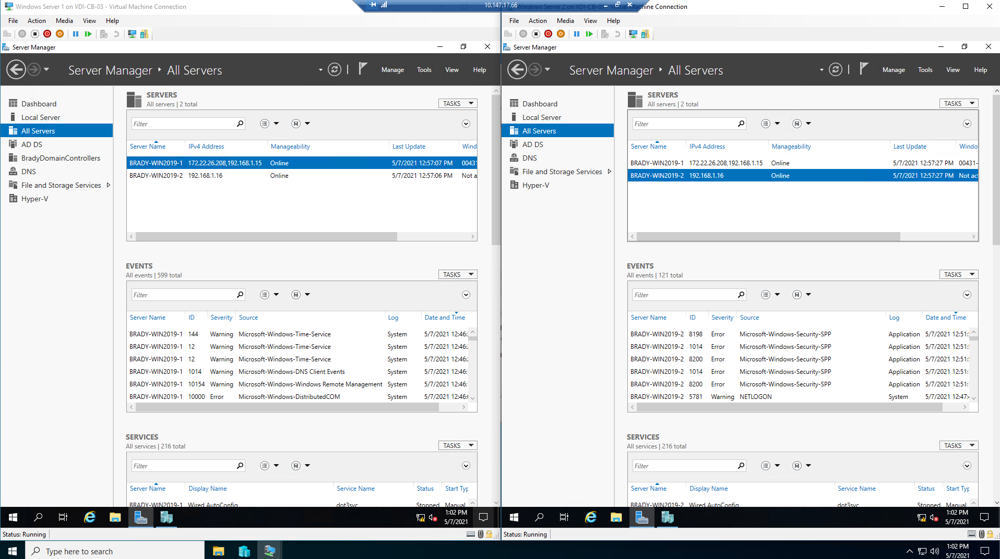 Windows Server 1 on VDI-CB-03 - Virtual Machine Connection
10.147.17.66
Windows Server 2 on VDI-CB-03 - Virtual Machine Connection
File Action Media View Help
Server Manager
Server Manager All Servers
Manage Tools View Help
Dashboard
Local Server
All Servers
AD DS
BradyDomainControllers
DNS
File and Storage Services
Hyper-V
SERVERS
All servers | 2 total
TASKS
Filter
Server Name IPv4 Address Manageability Last Update Wind
BRADY-WIN2019-1 172.22.26.208,192.168.1.15 Online 5/7/2021 12:57:07 PM 00431
BRADY-WIN2019-2 192.168.1.16 Online 5/7/2021 12:57:06 PM Not a
EVENTS
All events | 599 total
TASKS
Filter
Server Name ID Severity Source Log Date and Time
BRADY-WIN2019-1 144 Warning Microsoft-Windows-Time-Service System 5/7/2021 12:46:
BRADY-WIN2019-1 12 Warning Microsoft-Windows-Time-Service System 5/7/2021 12:46:
BRADY-WIN2019-1 12 Warning Microsoft-Windows-Time-Service System 5/7/2021 12:46:
BRADY-WIN2019-1 1014 Warning Microsoft-Windows-DNS Client Events System 5/7/2021 12:46:
BRADY-WIN2019-1 10154 Warning Microsoft-Windows-Windows Remote Management System 5/7/2021 12:46:
BRADY-WIN2019-1 10000 Error Microsoft-Windows-DistributedCOM System 5/7/2021 12:46:
SERVICES
All services | 216 total
TASKS
Filter
Server Name Display Name Service Name Status Start Typ
BRADY-WIN2019-1 Wired AutoConfig dot3svc Stopped Manual
1:02 PM
5/7/2021
Status: Running
File Action Media View Help
Server Manager
Server Manager All Servers
Manage Tools View Help
Dashboard
Local Server
All Servers
AD DS
DNS
File and Storage Services
Hyper-V
SERVERS
All servers | 2 total
TASKS
Filter
Server Name IPv4 Address Manageability Last Update Windo
BRADY-WIN2019-1 172.22.26.208,192.168.1.15 Online 5/7/2021 12:57:27 PM 00431-
BRADY-WIN2019-2 192.168.1.16 Online 5/7/2021 12:57:27 PM Not act
EVENTS
All events | 121 total
TASKS
Filter
Server Name ID Severity Source Log Date and Time
BRADY-WIN2019-2 8198 Error Microsoft-Windows-Security-SPP Application 5/7/2021 12:51:
BRADY-WIN2019-2 1014 Error Microsoft-Windows-Security-SPP Application 5/7/2021 12:51:
BRADY-WIN2019-2 8200 Error Microsoft-Windows-Security-SPP Application 5/7/2021 12:51:
BRADY-WIN2019-2 1014 Error Microsoft-Windows-Security-SPP Application 5/7/2021 12:51:
BRADY-WIN2019-2 8200 Error Microsoft-Windows-Security-SPP Application 5/7/2021 12:51:
BRADY-WIN2019-2 5781 Warning NETLOGON System 5/7/2021 12:47:
SERVICES
All services | 216 total
TASKS
Filter
Server Name Display Name Service Name Status Start Typ
BRADY-WIN2019-2 Wired AutoConfig dot3svc Stopped Manual
1:02 PM
5/7/2021
Status: Running
Type here to search
1:02 PM
5/7/2021